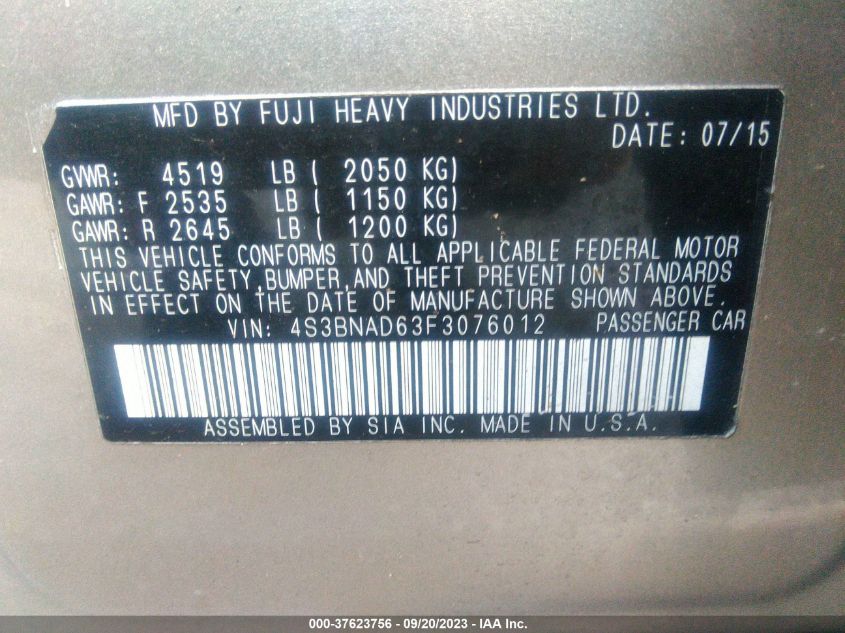 MFD BY FUJI HEAVY INDUSTRIES LTD.
DATE: 07/15
GVWR: 4519 LB ( 2050 KG)
GAWR: F 2535 LB ( 1150 KG)
GAWR: R 2645 LB ( 1200 KG)
THIS VEHICLE CONFORMS TO ALL APPLICABLE FEDERAL MOTOR
VEHICLE SAFETY,BUMPER,AND THEFT PREVENTION STANDARDS
IN EFFECT ON THE DATE OF MANUFACTURE SHOWN ABOVE.
VIN: 4S3BNAD63F3076012 PASSENGER CAR
ASSEMBLED BY SIA INC. MADE IN U.S.A.
000-37623756 - 09/20/2023 - IAA Inc.